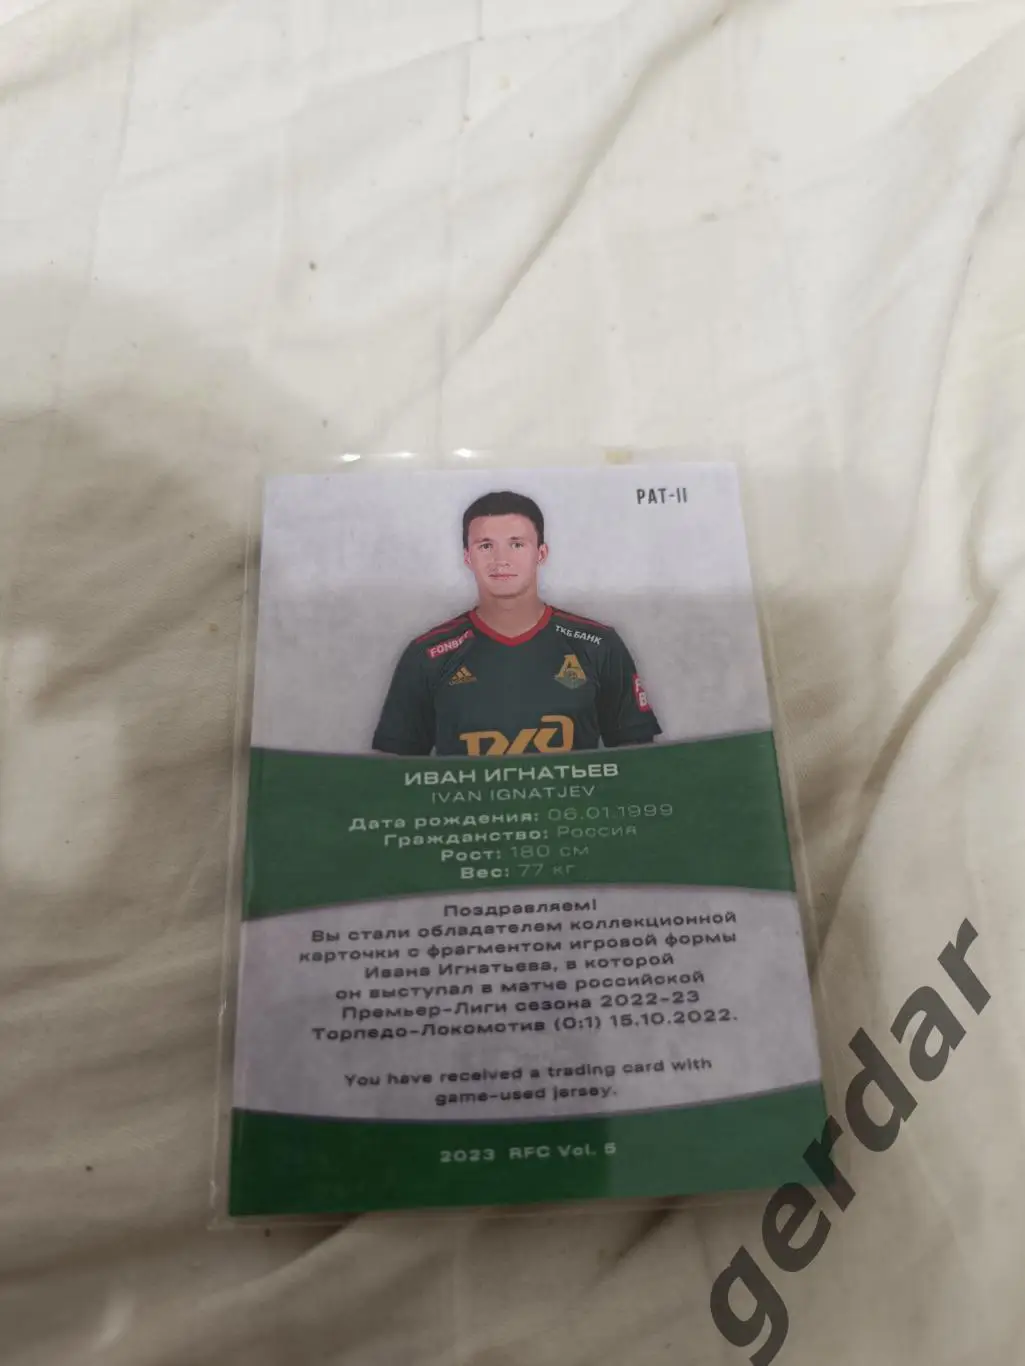 PAT-II
FONBET
ТКБ БАНК
adidas
РЖД
ИВАН ИГНАТЬЕВ
IVAN IGNATJEV
Дата рождения: 06.01.1999
Гражданство: Россия
Рост: 180 см
Вес: 77 кг
Поздравляем!
Вы стали обладателем коллекционной
карточки с фрагментом игровой формы
Ивана Игнатьева, в которой
он выступал в матче российской
Премьер-Лиги сезона 2022-23
Торпедо-Локомотив (0:1) 15.10.2022.
You have received a trading card with
game-used jersey.
2023 RFC Vol. 5
gerdar